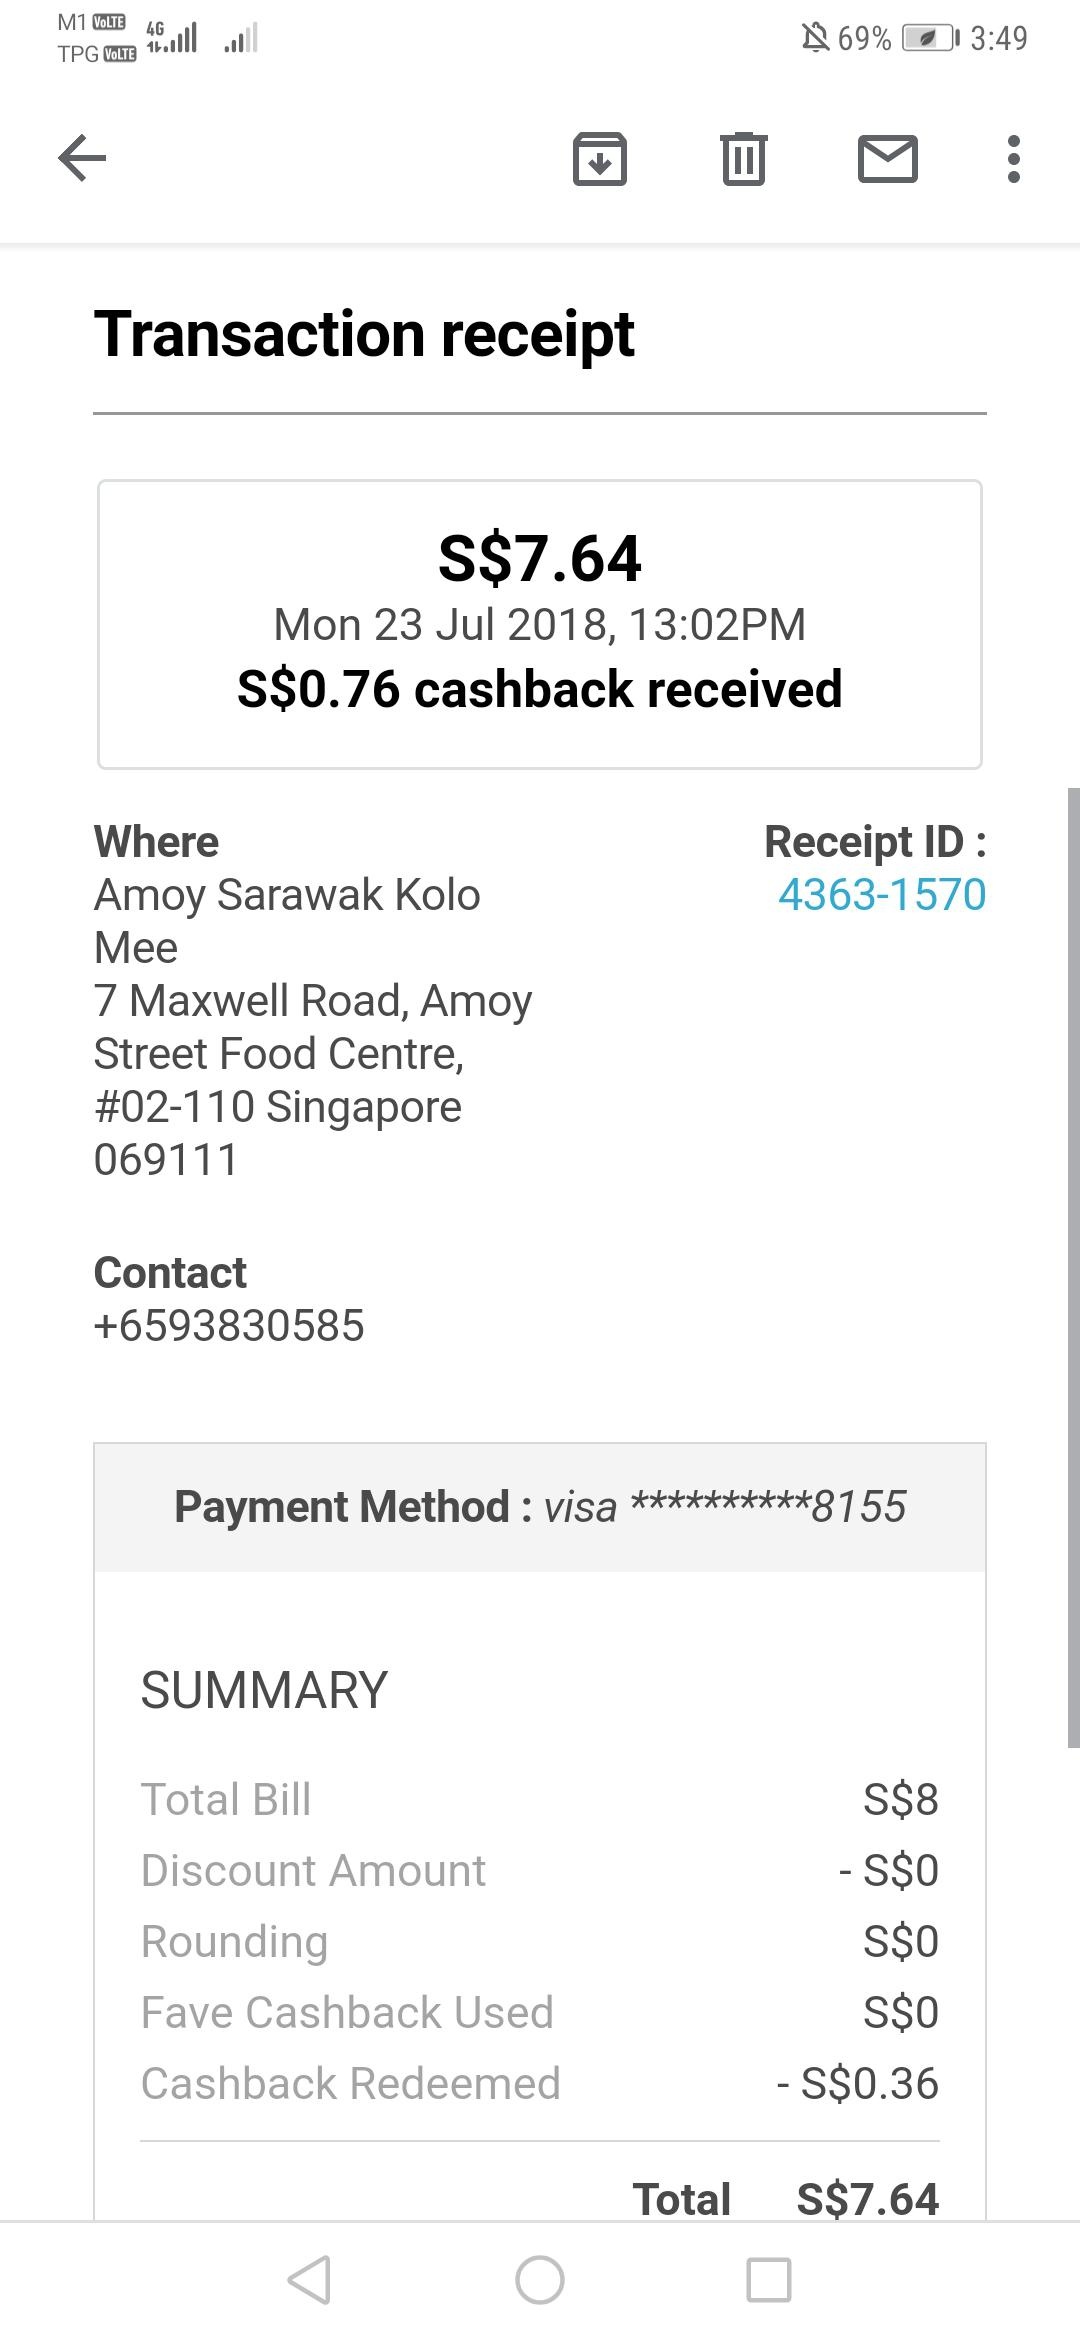 M1 VoLTE 4G 69% 3:49
TPG VoLTE
Transaction receipt
S$7.64
Mon 23 Jul 2018, 13:02PM
S$0.76 cashback received
Where
Amoy Sarawak Kolo
Mee
7 Maxwell Road, Amoy
Street Food Centre,
#02-110 Singapore
069111
Receipt ID :
4363-1570
Contact
+6593830585
Payment Method : visa **********8155
SUMMARY
Total Bill S$8
Discount Amount - S$0
Rounding S$0
Fave Cashback Used S$0
Cashback Redeemed - S$0.36
Total S$7.64